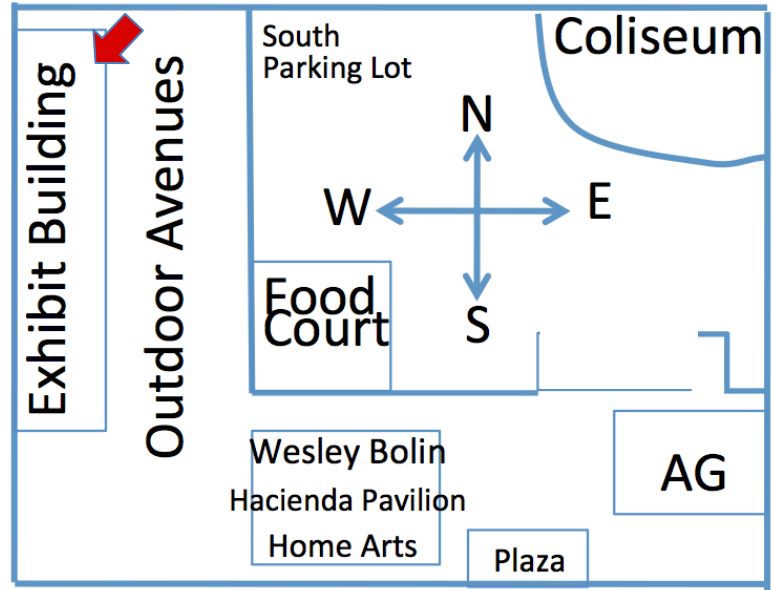 Exhibit Building
Outdoor Avenues
South
Parking Lot
Coliseum
N
W
E
S
Food
Court
Wesley Bolin
Hacienda Pavilion
Home Arts
AG
Plaza